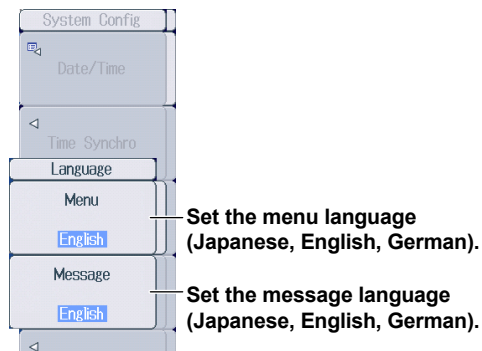 System Config
Date/Time
Time Synchro
Language
Menu
English
Set the menu language
(Japanese, English, German).
Message
English
Set the message language
(Japanese, English, German).